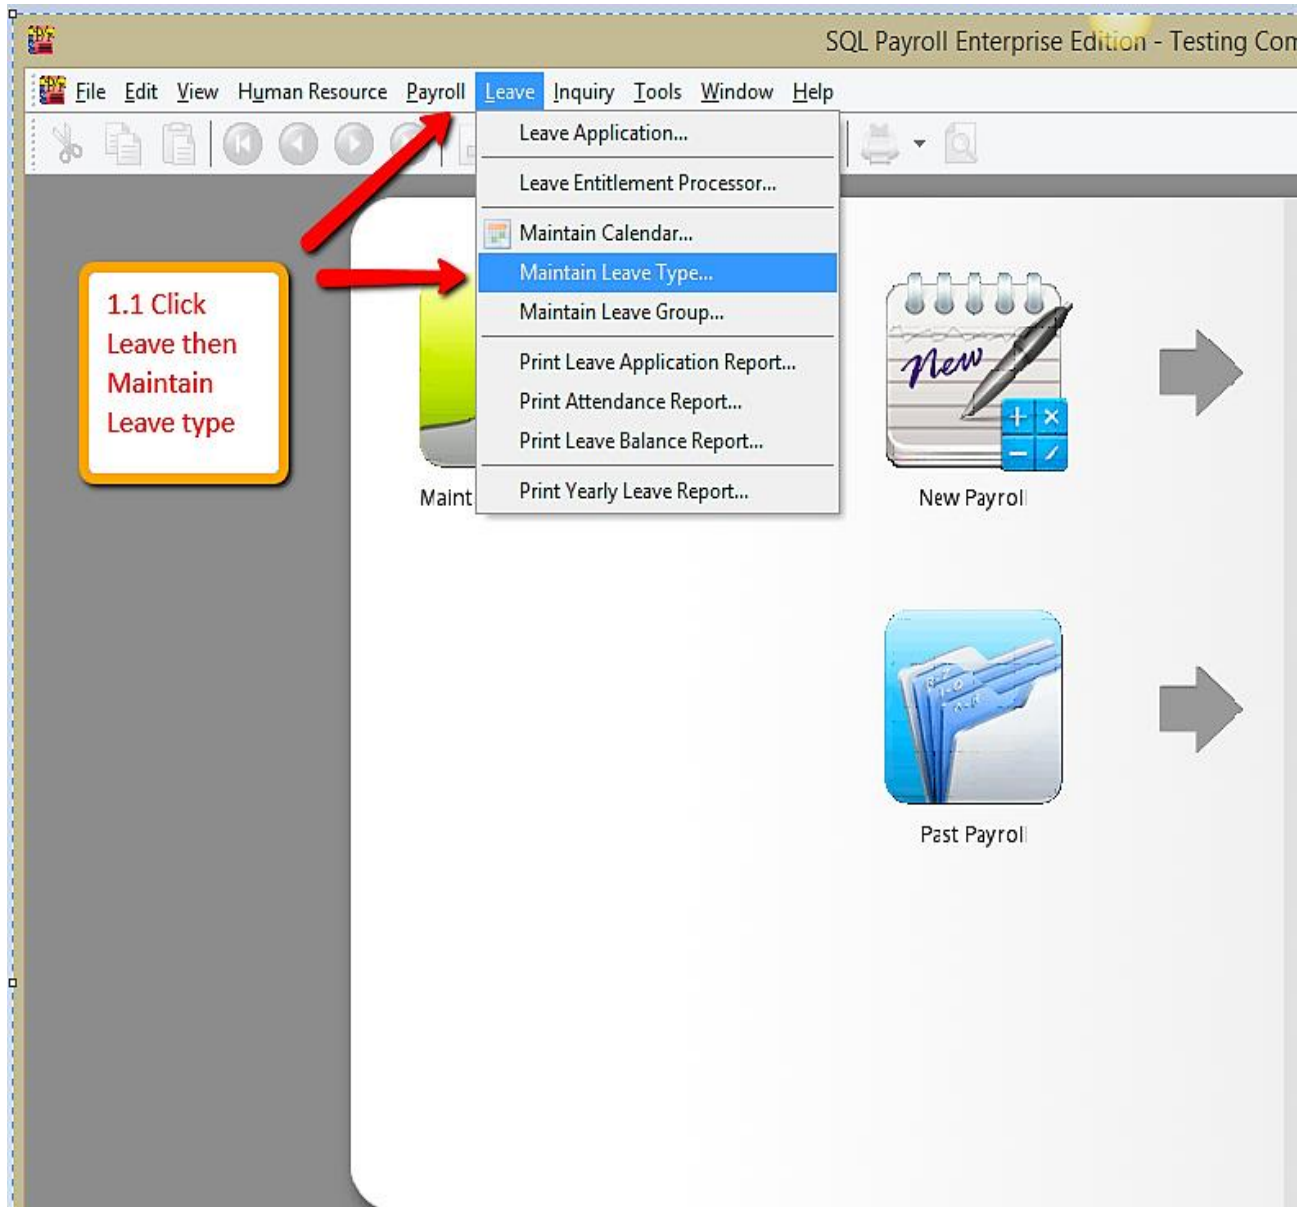 SQL Payroll Enterprise Edition - Testing Com
File Edit View Human Resource Payroll Leave Inquiry Tools Window Help
Leave Application...
Leave Entitlement Processor...
Maintain Calendar...
Maintain Leave Type...
Maintain Leave Group...
Print Leave Application Report...
Print Attendance Report...
Print Leave Balance Report...
Print Yearly Leave Report...
1.1 Click
Leave then
Maintain
Leave type
Maint
New
New Payroll
Past Payroll